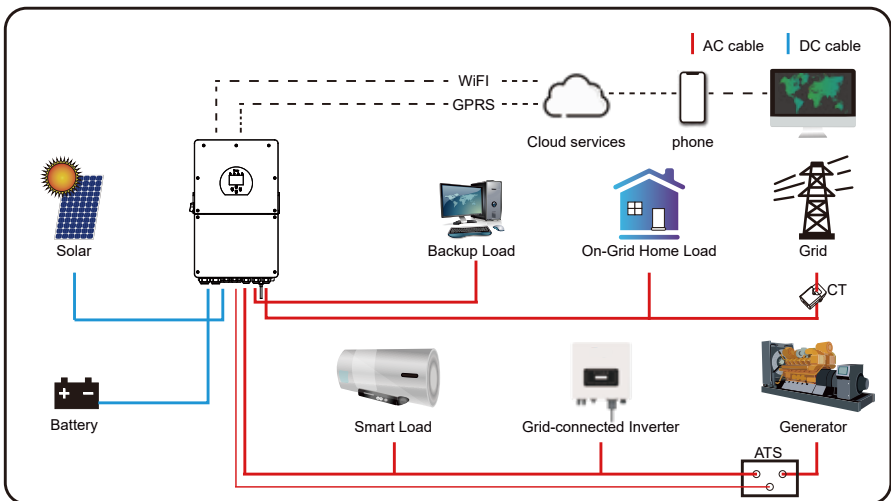 AC cable
DC cable
WiFI
GPRS
Cloud services
phone
Solar
Backup Load
On-Grid Home Load
Grid
CT
Battery
Smart Load
Grid-connected Inverter
Generator
ATS